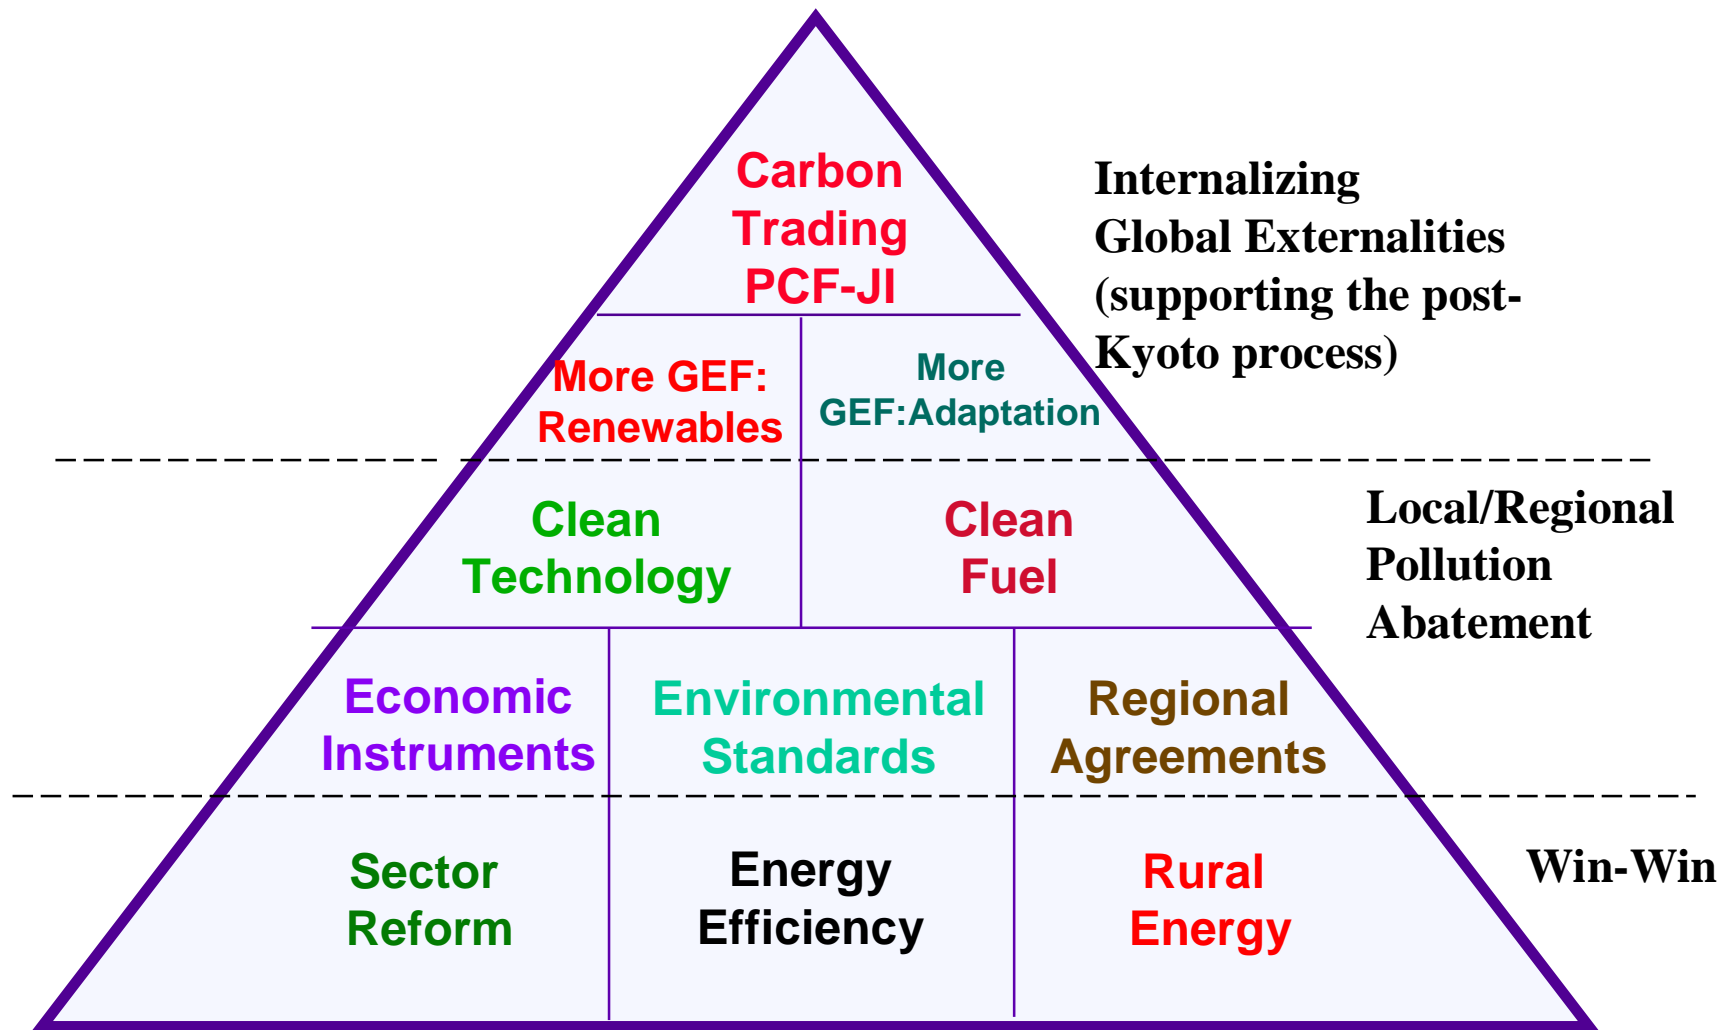 Carbon
Trading
PCF-JI
Internalizing
Global Externalities
(supporting the post-
Kyoto process)
More GEF:
Renewables
More
GEF:Adaptation
Clean
Technology
Clean
Fuel
Local/Regional
Pollution
Abatement
Economic
Instruments
Environmental
Standards
Regional
Agreements
Sector
Reform
Energy
Efficiency
Rural
Energy
Win-Win